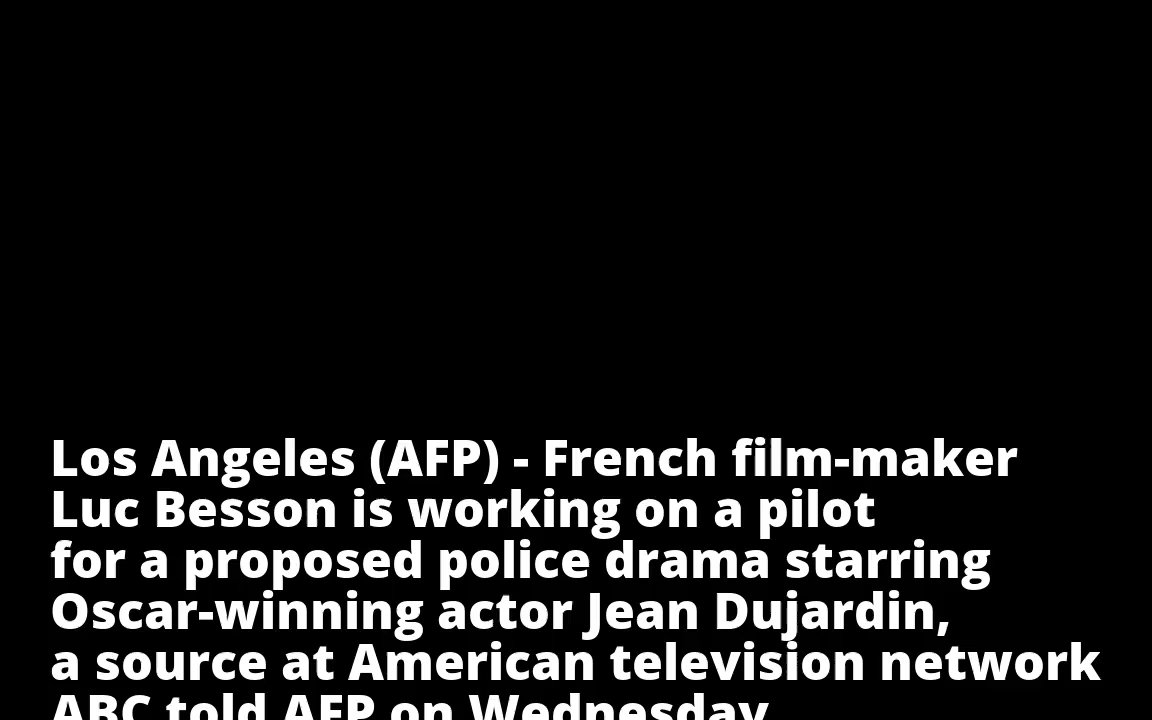 Los Angeles (AFP) - French film-maker
Luc Besson is working on a pilot
for a proposed police drama starring
Oscar-winning actor Jean Dujardin,
a source at American television network
ABC told AFP on Wednesday